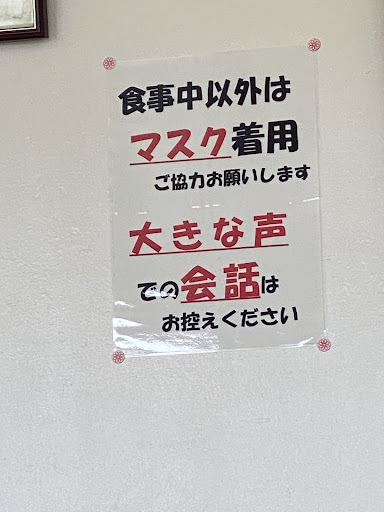 食事中以外は
マスク着用
ご協力お願いします
大きな声
での会話は
お控えください